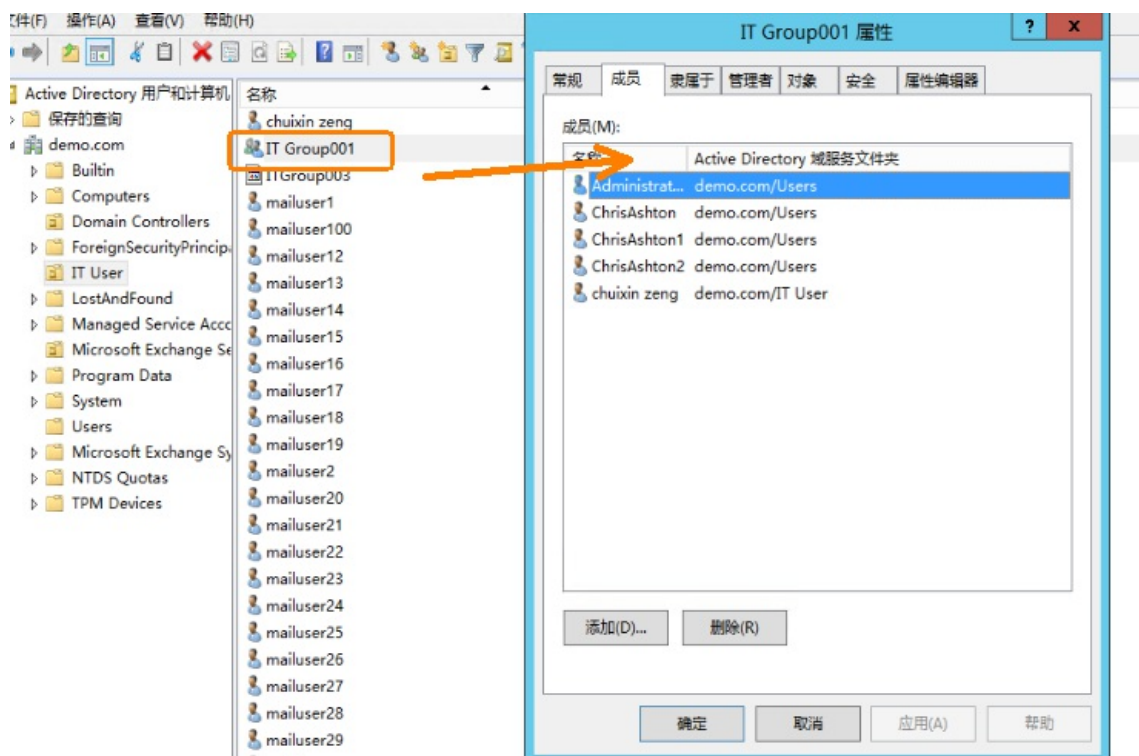 文件(F) 操作(A) 查看(V) 帮助(H)
IT Group001 属性
? x
Active Directory 用户和计算机
保存的查询
demo.com
Builtin
Computers
Domain Controllers
ForeignSecurityPrincip
IT User
LostAndFound
Managed Service Acco
Microsoft Exchange Se
Program Data
System
Users
Microsoft Exchange Sy
NTDS Quotas
TPM Devices
名称
chuixin zeng
IT Group001
ITGroup003
mailuser1
mailuser100
mailuser12
mailuser13
mailuser14
mailuser15
mailuser16
mailuser17
mailuser18
mailuser19
mailuser2
mailuser20
mailuser21
mailuser22
mailuser23
mailuser24
mailuser25
mailuser26
mailuser27
mailuser28
mailuser29
常规 成员 隶属于 管理者 对象 安全 属性编辑器
成员(M):
名称 Active Directory 域服务文件夹
Administrat... demo.com/Users
ChrisAshton demo.com/Users
ChrisAshton1 demo.com/Users
ChrisAshton2 demo.com/Users
chuixin zeng demo.com/IT User
添加(D)... 删除(R)
确定 取消 应用(A) 帮助